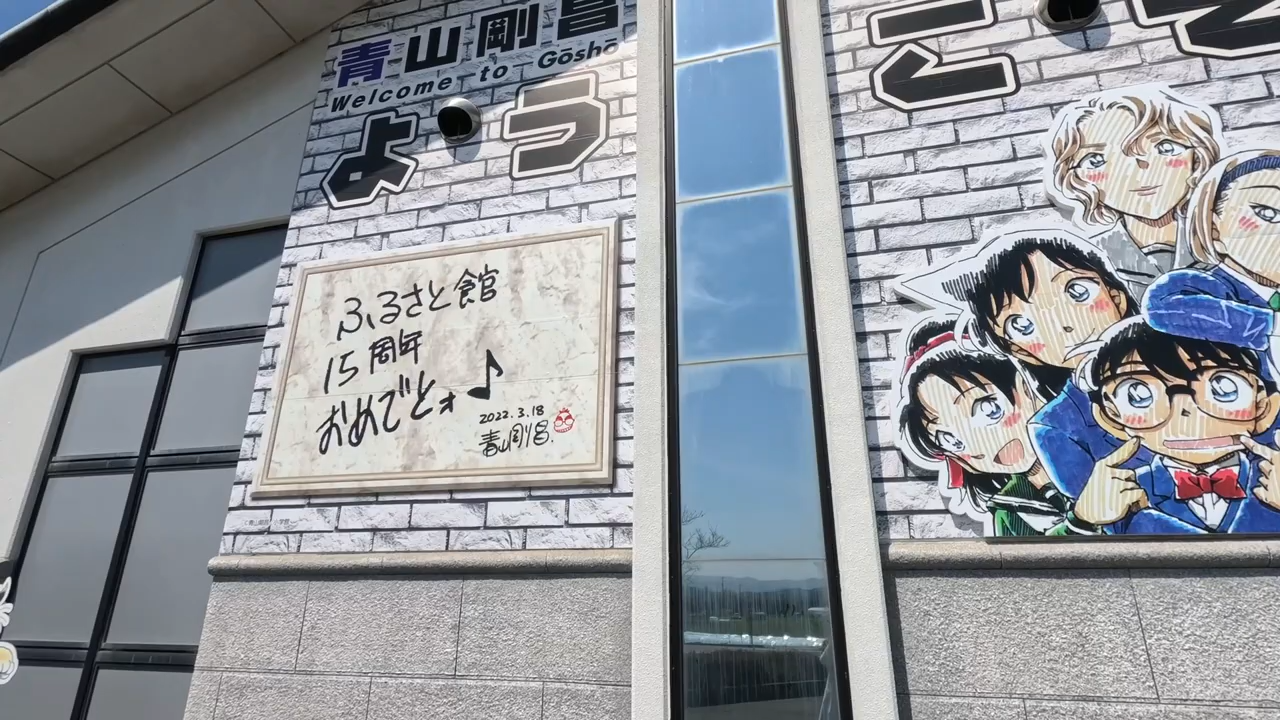 青山剛昌
Welcome to Gōshō
よう
こそ
ふるさと館
15周年
おめでとォ♪
2022.3.18
青山剛昌.